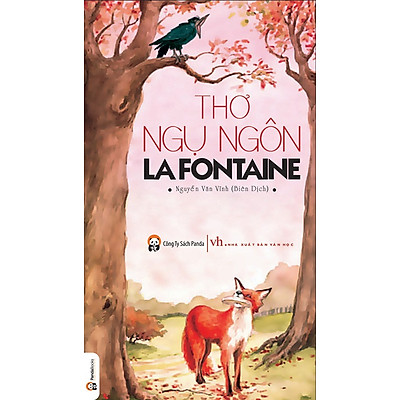 THƠ
NGỤ NGÔN
LA FONTAINE
• Nguyễn Văn Vĩnh (Biên Dịch) •
Công Ty Sách Panda
vh NHÀ XUẤT BẢN VĂN HỌC